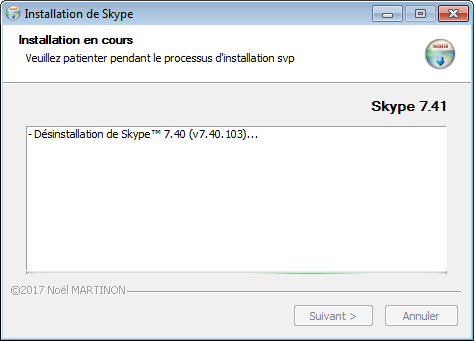 Installation de Skype
Installation en cours
Veuillez patienter pendant le processus d'installation svp
Skype 7.41
- Désinstallation de Skype™ 7.40 (v7.40.103)...
©2017 Noël MARTINON
Suivant >
Annuler